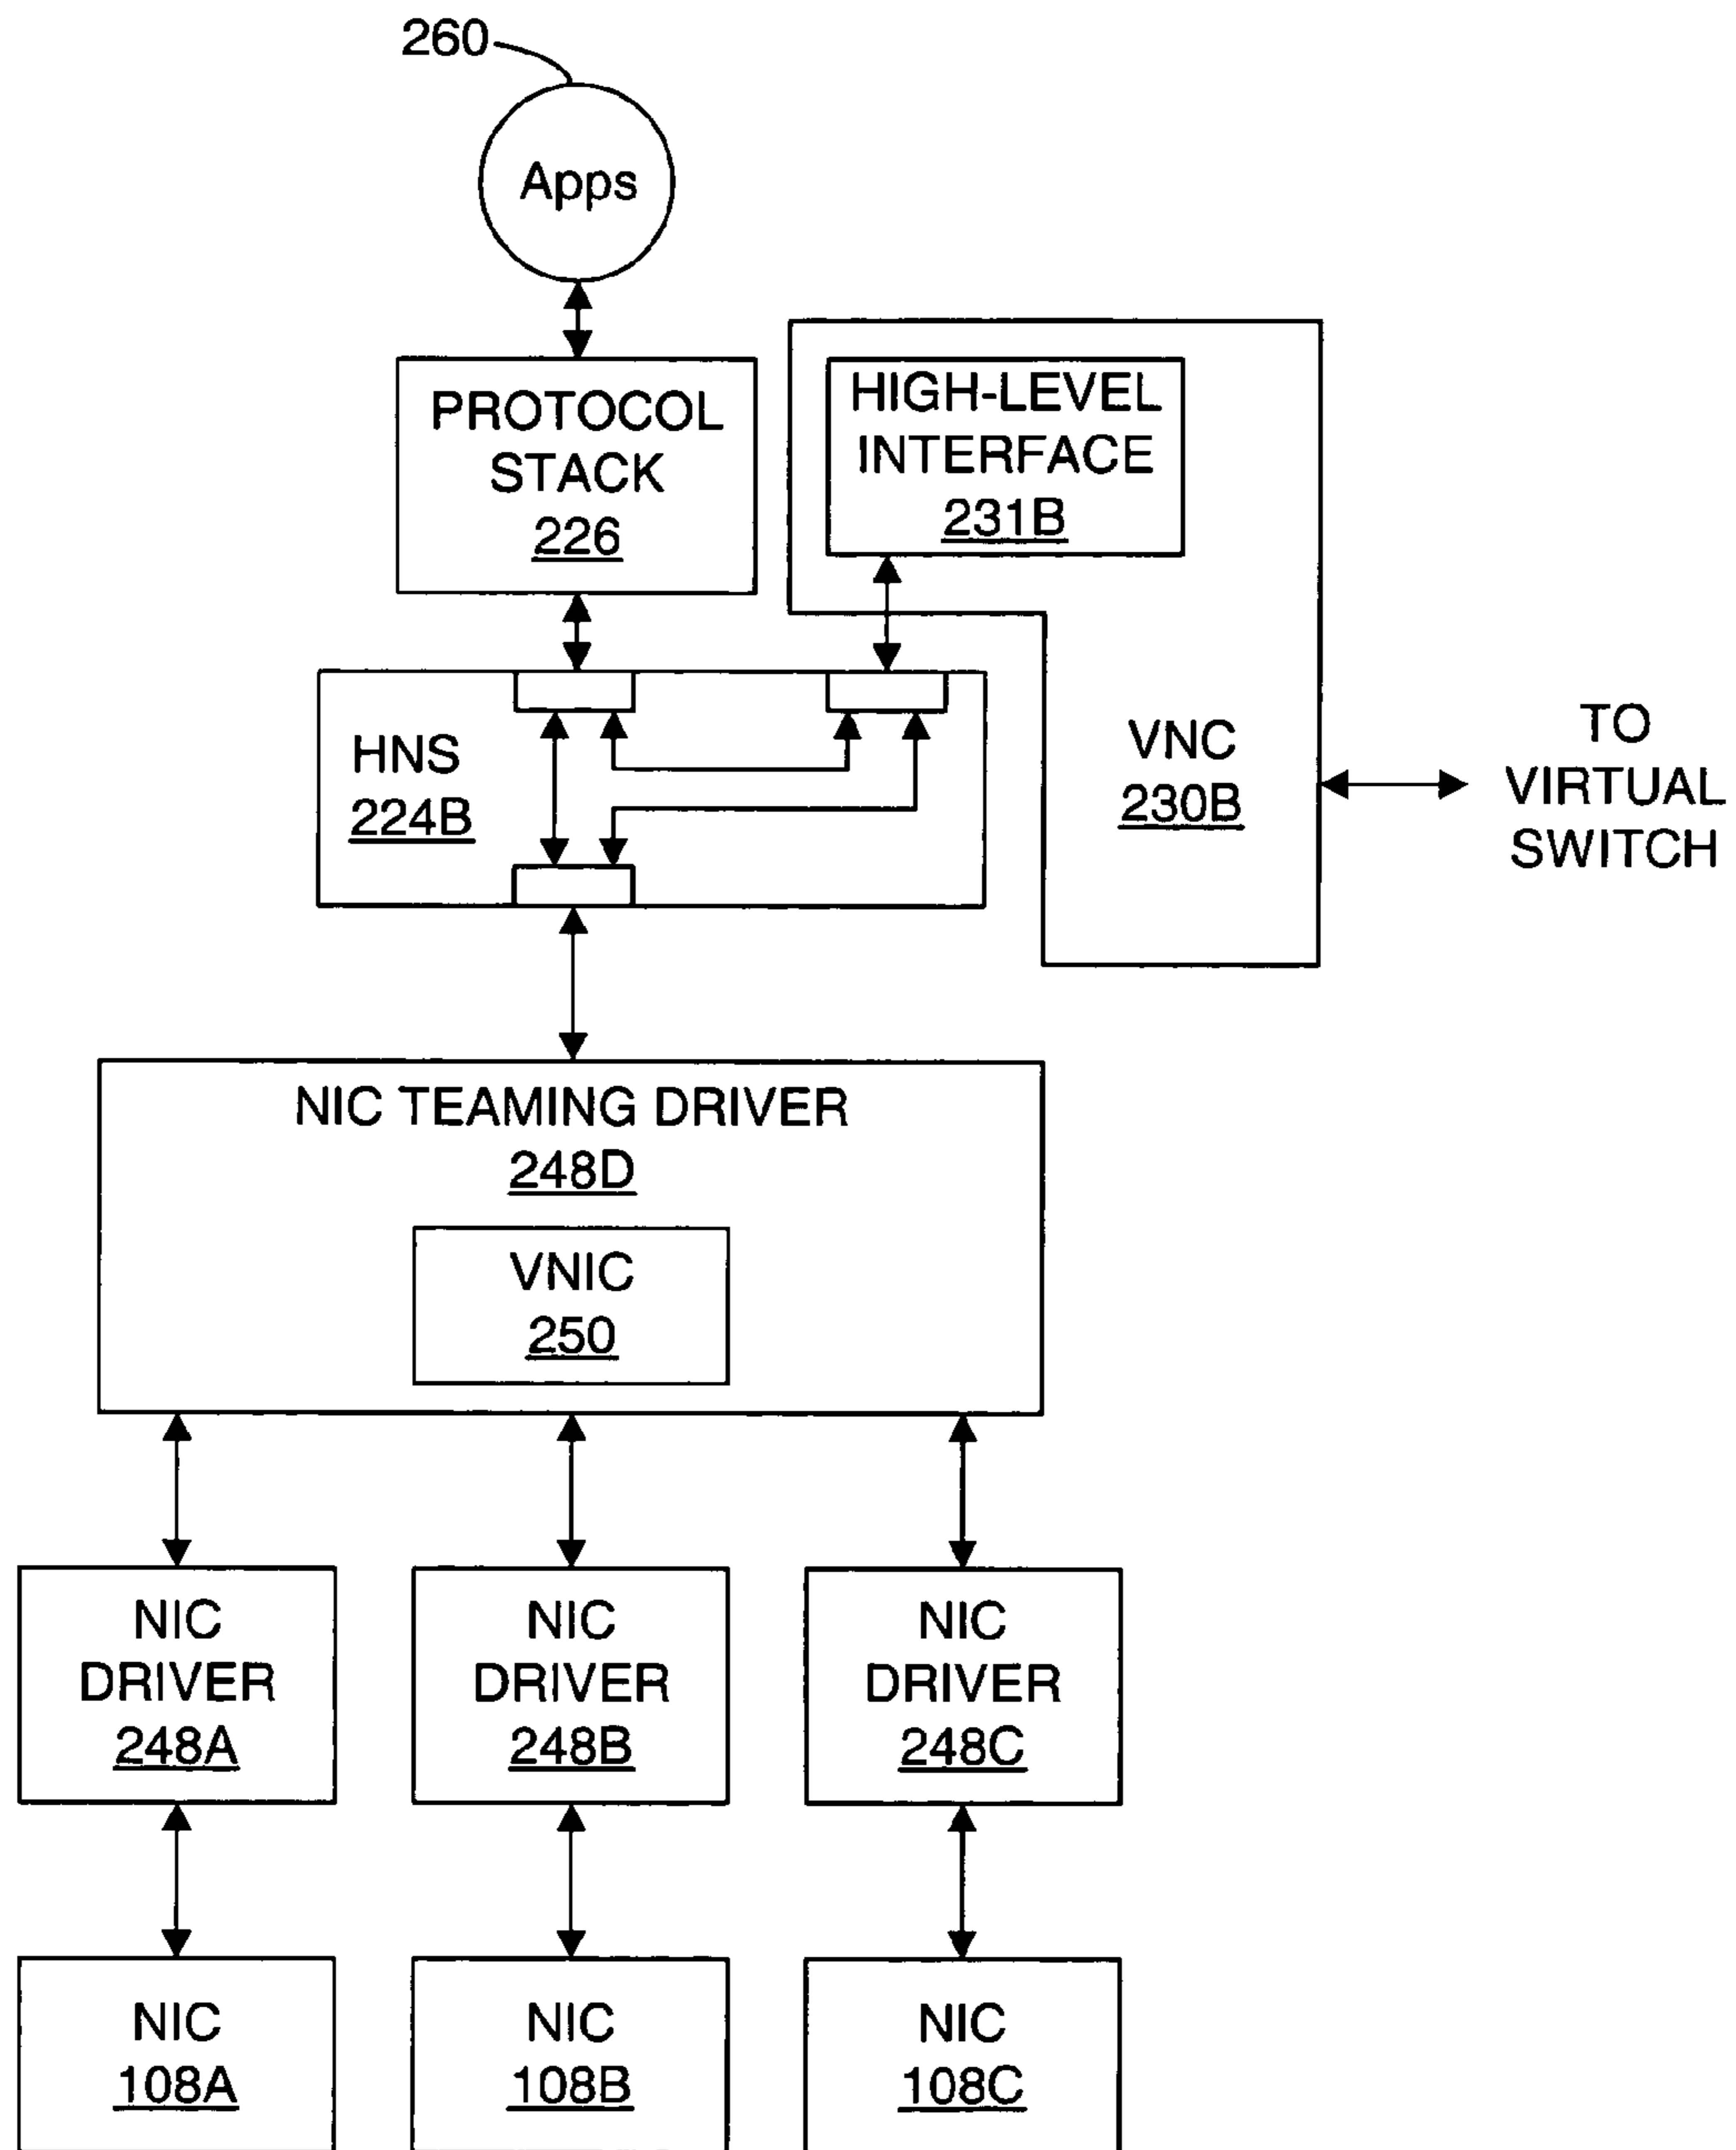 260
Apps
PROTOCOL
STACK
226
HIGH-LEVEL
INTERFACE
231B
HNS
224B
VNC
230B
TO
VIRTUAL
SWITCH
NIC TEAMING DRIVER
248D
VNIC
250
NIC
DRIVER
248A
NIC
DRIVER
248B
NIC
DRIVER
248C
NIC
108A
NIC
108B
NIC
108C